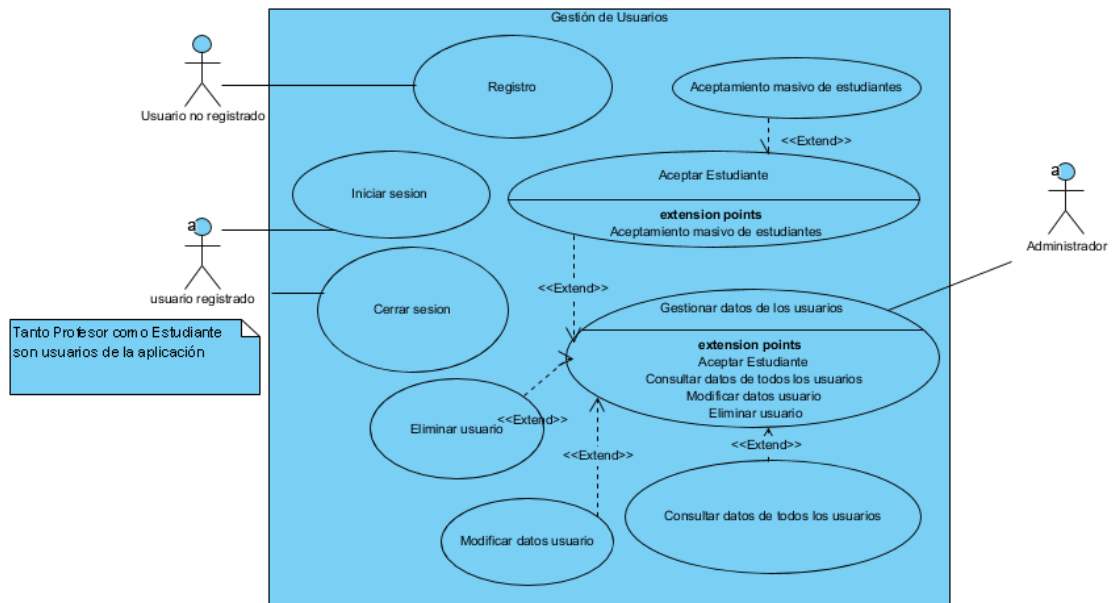 Gestión de Usuarios
Usuario no registrado
Registro
Aceptamiento masivo de estudiantes
<<Extend>>
Aceptar Estudiante
extension points
Aceptamiento masivo de estudiantes
Iniciar sesion
a
usuario registrado
Cerrar sesion
a
Administrador
Tanto Profesor como Estudiante
son usuarios de la aplicación
<<Extend>>
Gestionar datos de los usuarios
extension points
Aceptar Estudiante
Consultar datos de todos los usuarios
Modificar datos usuario
Eliminar usuario
Eliminar usuario
<<Extend>>
<<Extend>>
<<Extend>>
Modificar datos usuario
Consultar datos de todos los usuarios